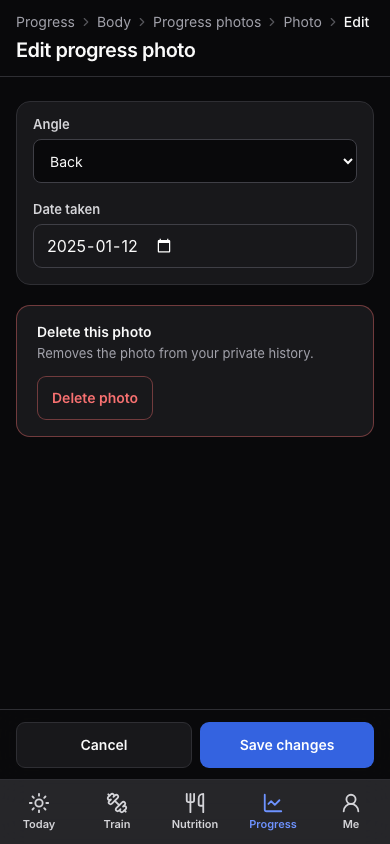 Progress > Body > Progress photos > Photo > Edit
Edit progress photo
Angle
Back
Date taken
2025-01-12
Delete this photo
Removes the photo from your private history.
Delete photo
Cancel
Save changes
Today
Train
Nutrition
Progress
Me